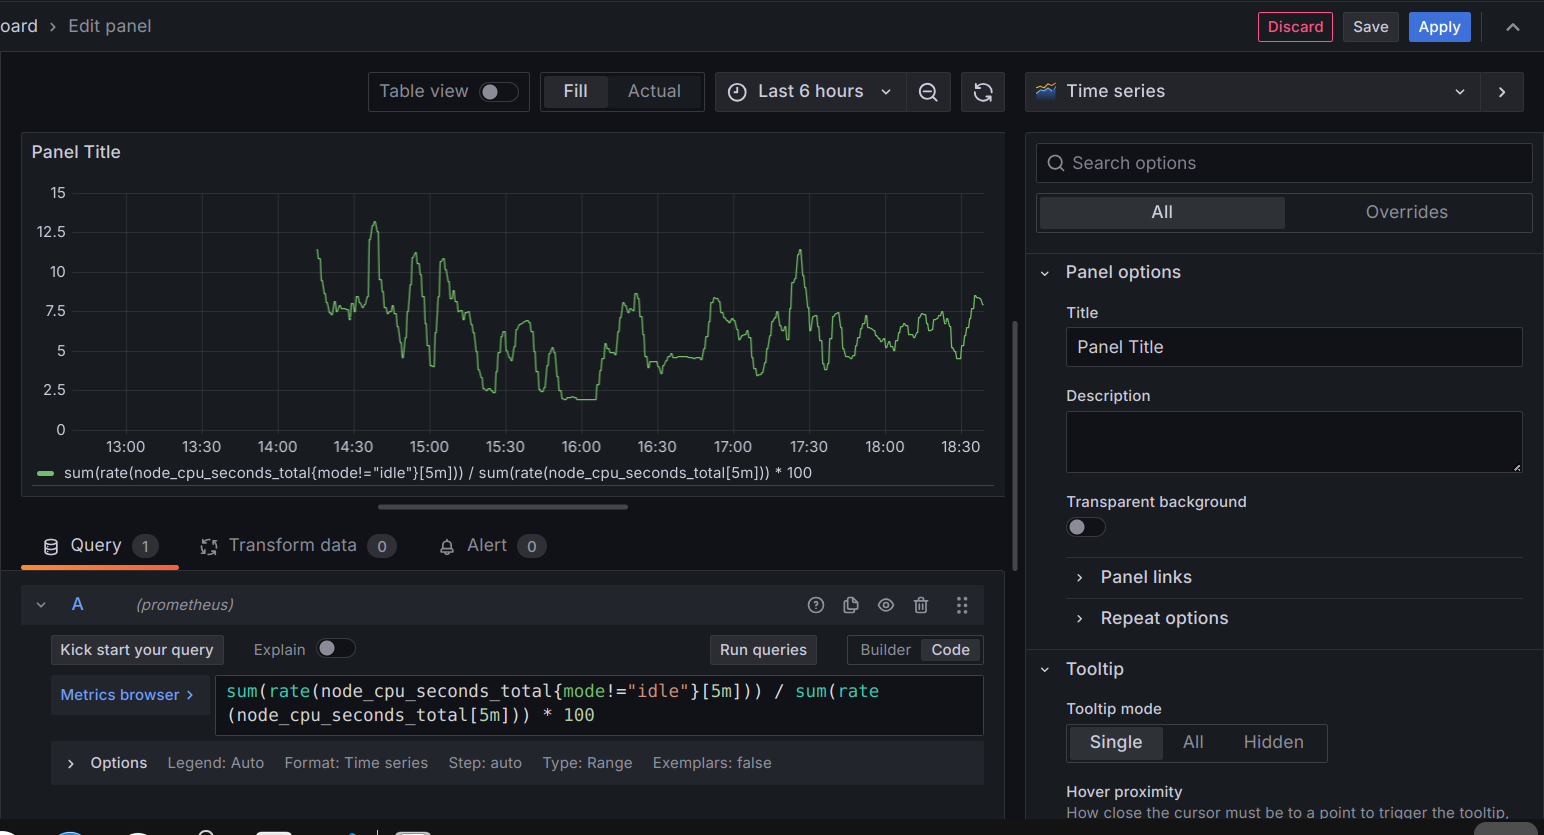 oard › Edit panel
Discard Save Apply
Table view Fill Actual Last 6 hours Time series
Panel Title
15
12.5
10
7.5
5
2.5
0
13:00 13:30 14:00 14:30 15:00 15:30 16:00 16:30 17:00 17:30 18:00 18:30
sum(rate(node_cpu_seconds_total{mode!="idle"}[5m])) / sum(rate(node_cpu_seconds_total[5m])) * 100
Query 1 Transform data 0 Alert 0
A (prometheus)
Kick start your query Explain Run queries Builder Code
Metrics browser ›
sum(rate(node_cpu_seconds_total{mode!="idle"}[5m])) / sum(rate
(node_cpu_seconds_total[5m])) * 100
Options Legend: Auto Format: Time series Step: auto Type: Range Exemplars: false
Search options
All Overrides
Panel options
Title
Panel Title
Description
Transparent background
Panel links
Repeat options
Tooltip
Tooltip mode
Single All Hidden
Hover proximity
How close the cursor must be to a point to trigger the tooltip,